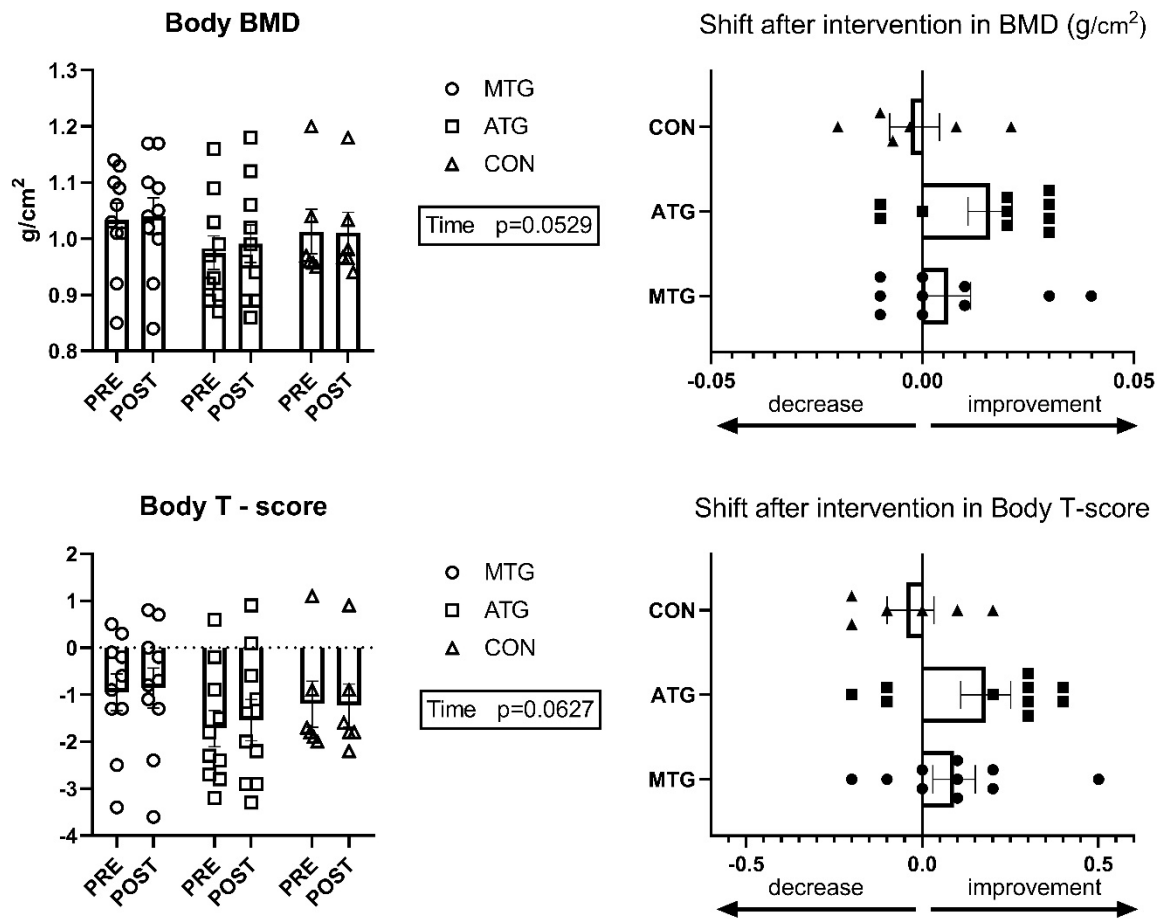 Body BMD
g/cm²
1.3
1.2
1.1
1.0
0.9
0.8
PRE
POST
PRE
POST
PRE
POST
MTG
ATG
CON
Time p=0.0529
Shift after intervention in BMD (g/cm²)
CON
ATG
MTG
-0.05
0.00
0.05
decrease
improvement
Body T - score
2
1
0
-1
-2
-3
-4
PRE
POST
PRE
POST
PRE
POST
MTG
ATG
CON
Time p=0.0627
Shift after intervention in Body T-score
CON
ATG
MTG
-0.5
0.0
0.5
decrease
improvement